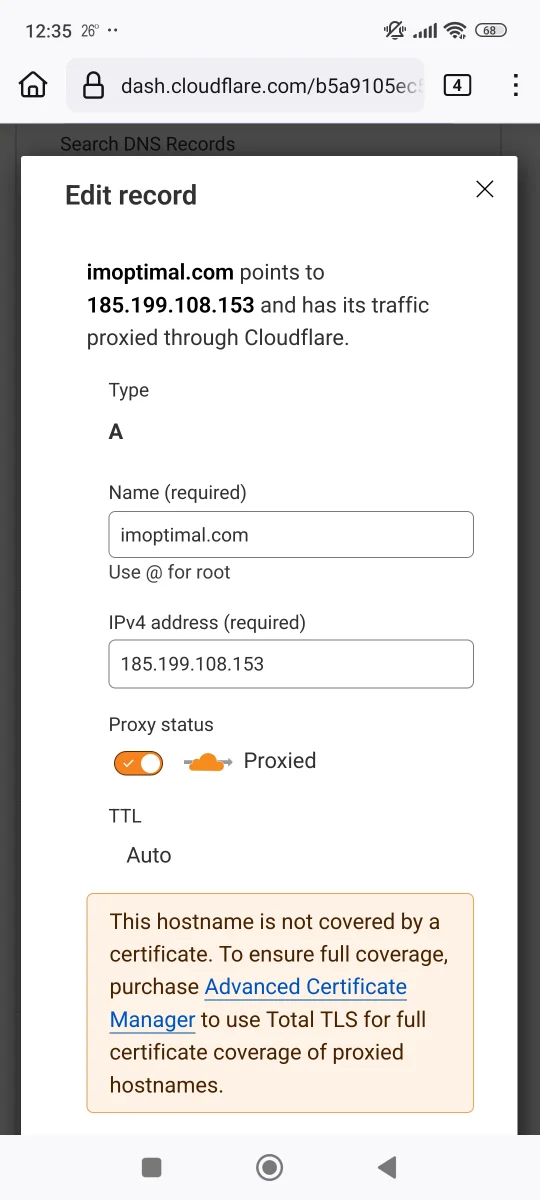 12:35 26° ··
68
dash.cloudflare.com/b5a9105ec
4
Search DNS Records
Edit record
imoptimal.com points to
185.199.108.153 and has its traffic
proxied through Cloudflare.
Type
A
Name (required)
imoptimal.com
Use @ for root
IPv4 address (required)
185.199.108.153
Proxy status
Proxied
TTL
Auto
This hostname is not covered by a
certificate. To ensure full coverage,
purchase Advanced Certificate
Manager to use Total TLS for full
certificate coverage of proxied
hostnames.